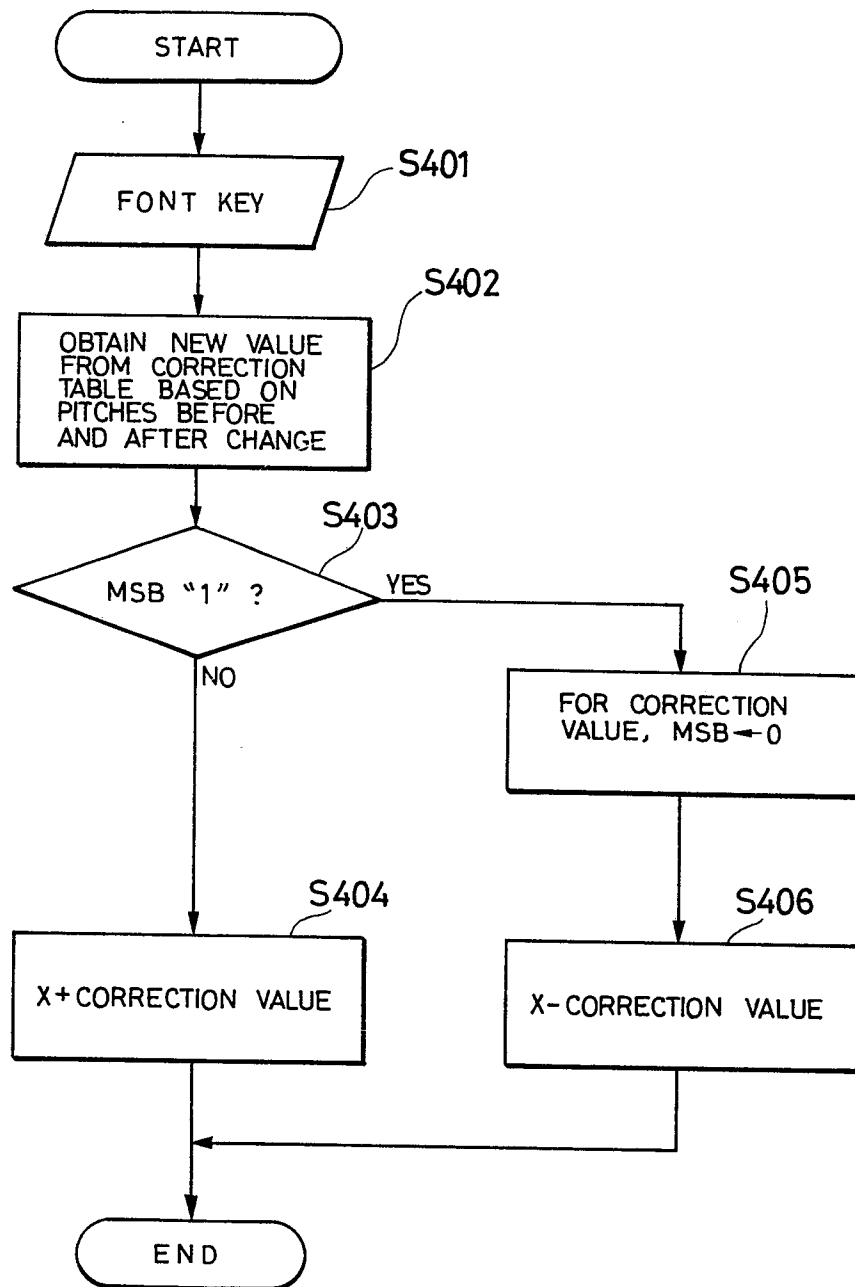 START
FONT KEY
S401
S402
OBTAIN NEW VALUE
FROM CORRECTION
TABLE BASED ON
PITCHES BEFORE
AND AFTER CHANGE
S403
MSB "1" ?
YES
NO
S405
FOR CORRECTION
VALUE, MSB←0
S404
X+CORRECTION VALUE
S406
X-CORRECTION VALUE
END